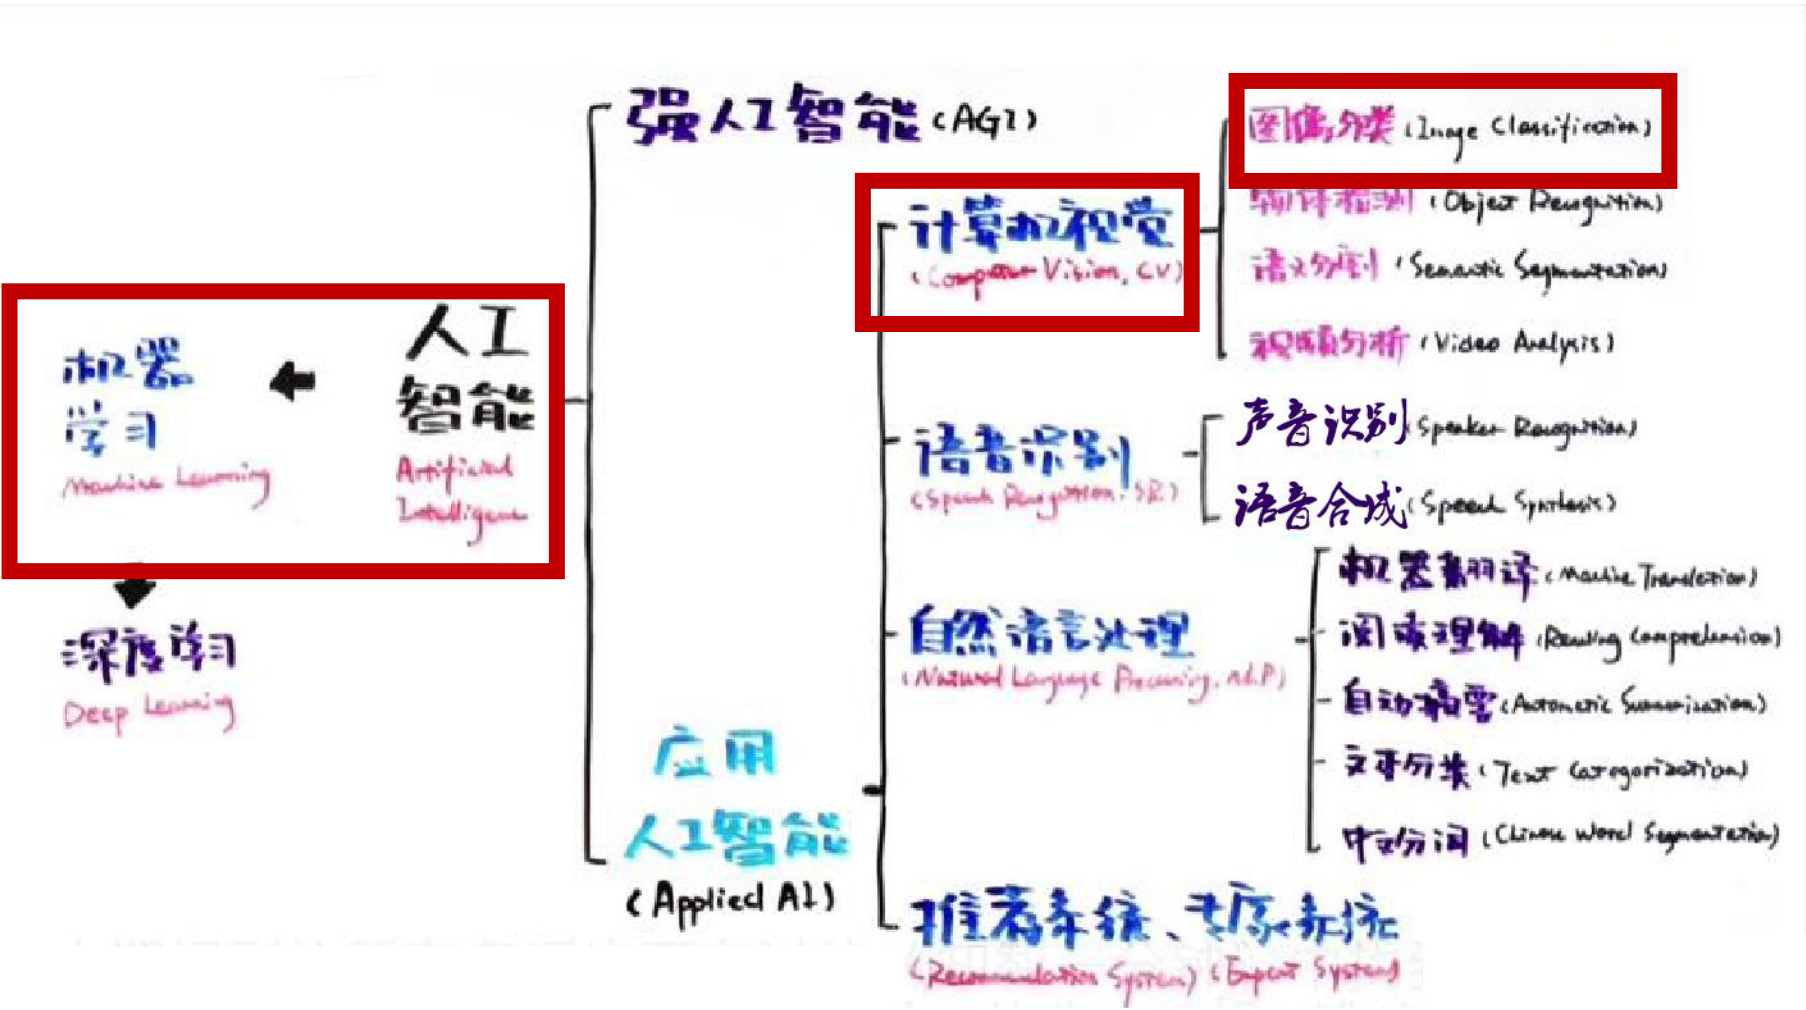 强人工智能(AGI)
图像分类(Image Classification)
物体检测(Object Recognition)
计算机视觉
(Computer Vision, CV)
语义分割(Semantic Segmentation)
视频分析(Video Analysis)
人工
智能
Artificial
Intelligence
机器
学习
Machine Learning
深度学习
Deep Learning
语音识别
(Speech Recognition, SR)
声音识别(Speaker Recognition)
语音合成(Speech Synthesis)
自然语言处理
(Natural Language Processing, NLP)
机器翻译(Machine Translation)
阅读理解(Reading Comprehension)
自动摘要(Automatic Summarization)
文本分类(Text Categorization)
中文分词(Chinese Word Segmentation)
应用
人工智能
(Applied AI)
推荐系统、专家系统
(Recommendation System) (Expert System)